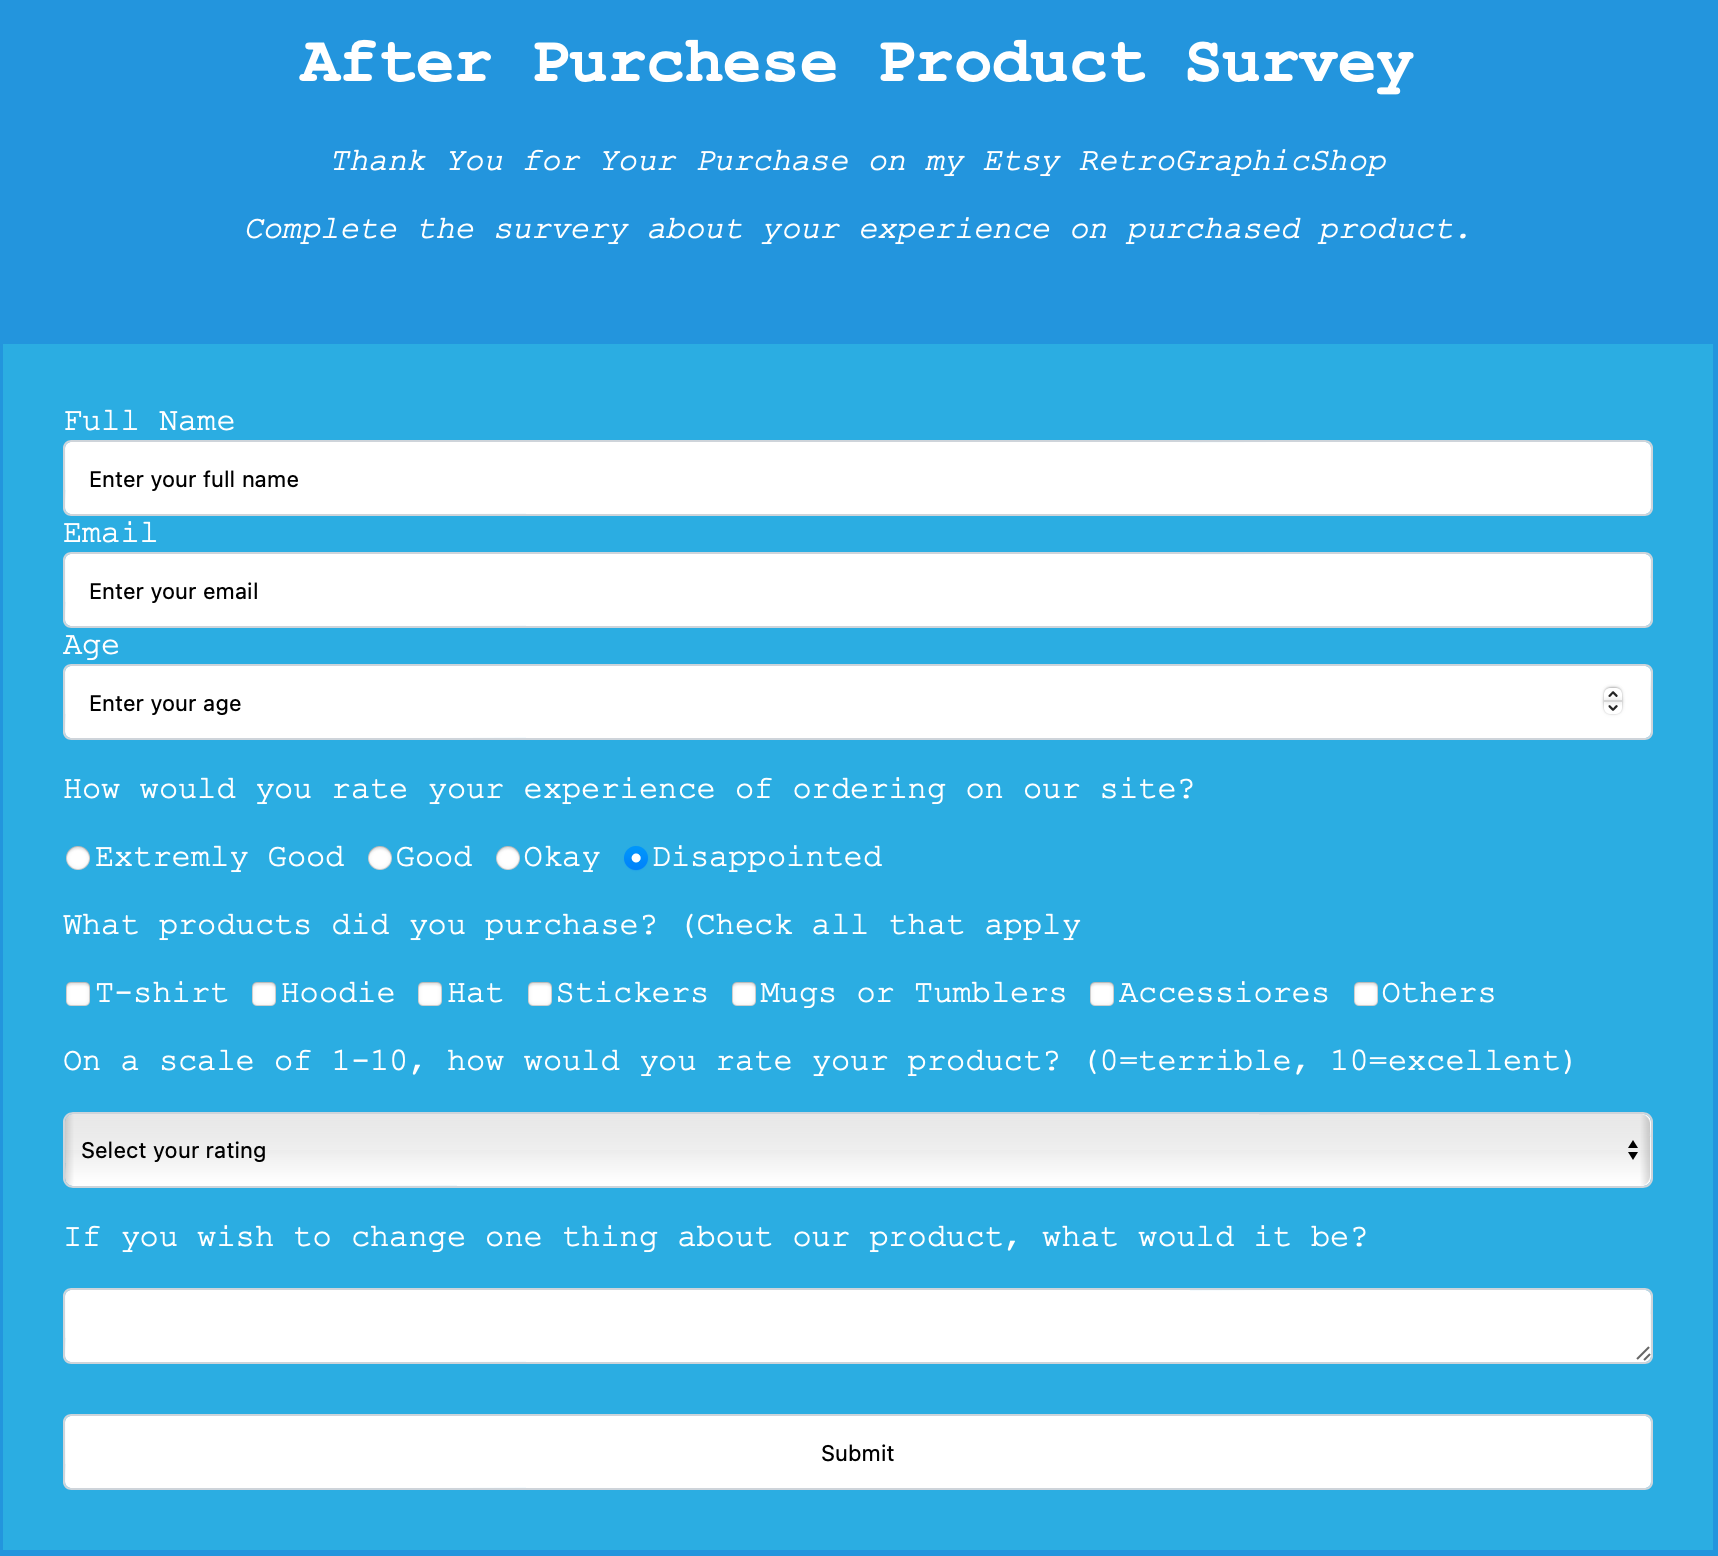 After Purchese Product Survey
Thank You for Your Purchase on my Etsy RetroGraphicShop
Complete the survery about your experience on purchased product.
Full Name
Enter your full name
Email
Enter your email
Age
Enter your age
How would you rate your experience of ordering on our site?
Extremly Good Good Okay Disappointed
What products did you purchase? (Check all that apply
T-shirt Hoodie Hat Stickers Mugs or Tumblers Accessiores Others
On a scale of 1-10, how would you rate your product? (0=terrible, 10=excellent)
Select your rating
If you wish to change one thing about our product, what would it be?
Submit